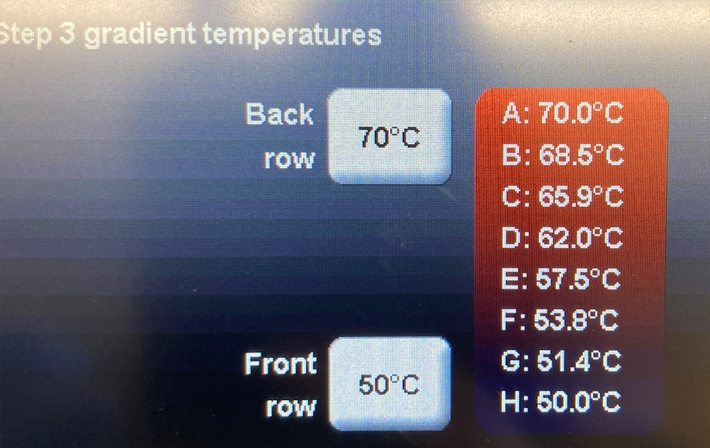 Step 3 gradient temperatures
Back
row
70°C
A: 70.0°C
B: 68.5°C
C: 65.9°C
D: 62.0°C
E: 57.5°C
F: 53.8°C
G: 51.4°C
H: 50.0°C
Front
row
50°C